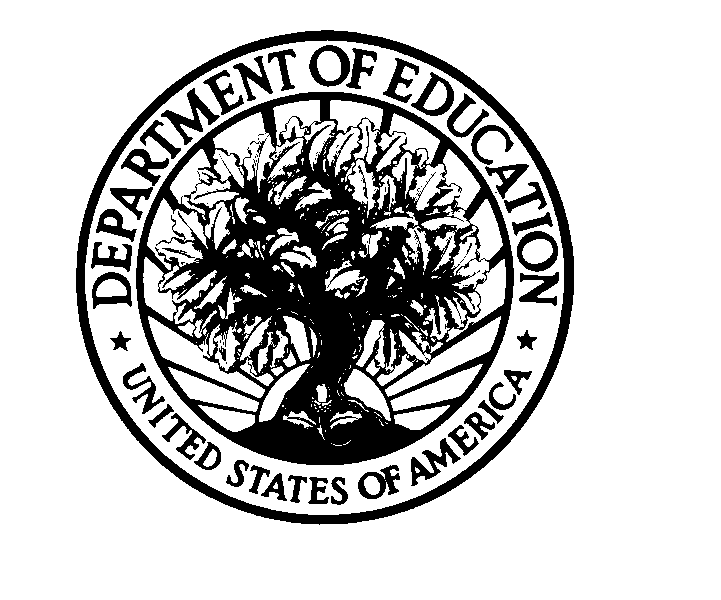 DEPARTMENT OF EDUCATION
UNITED STATES OF AMERICA